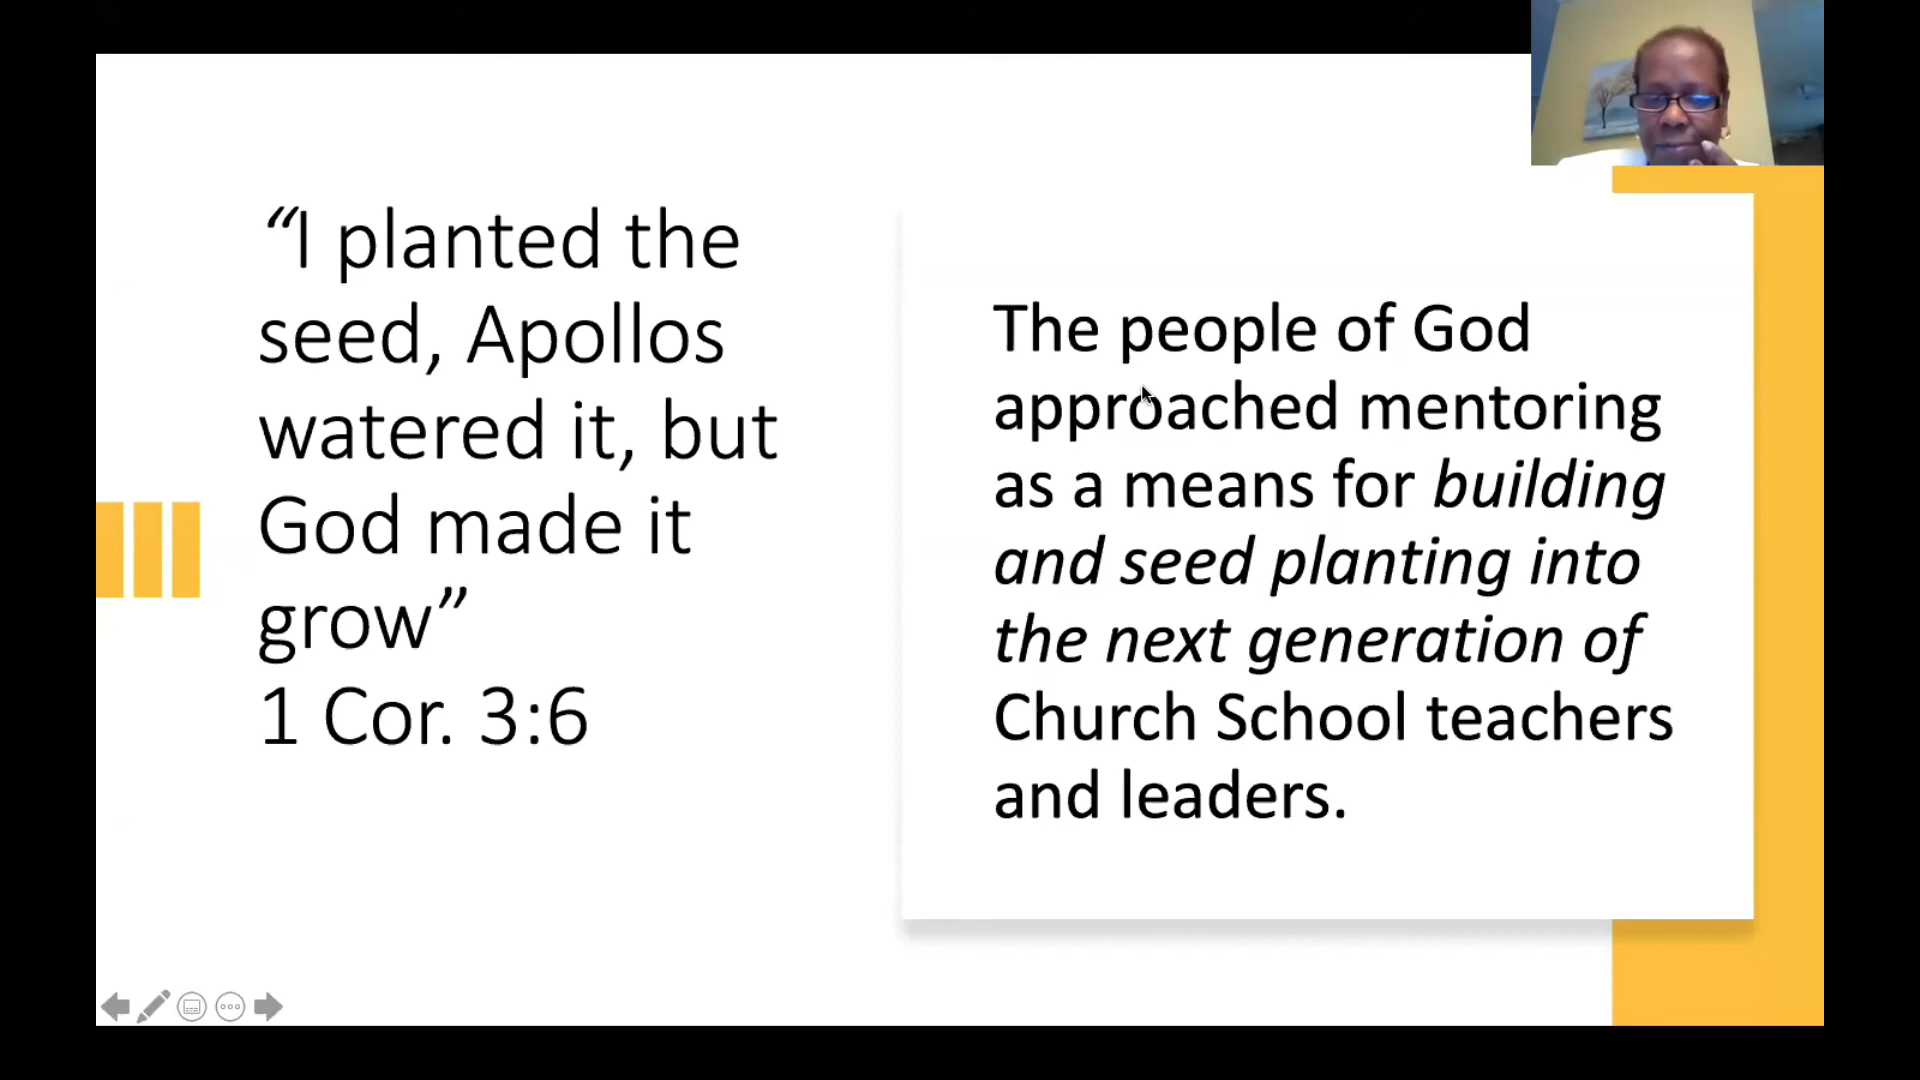 “I planted the
seed, Apollos
watered it, but
God made it
grow”
1 Cor. 3:6
The people of God
approached mentoring
as a means for building
and seed planting into
the next generation of
Church School teachers
and leaders.